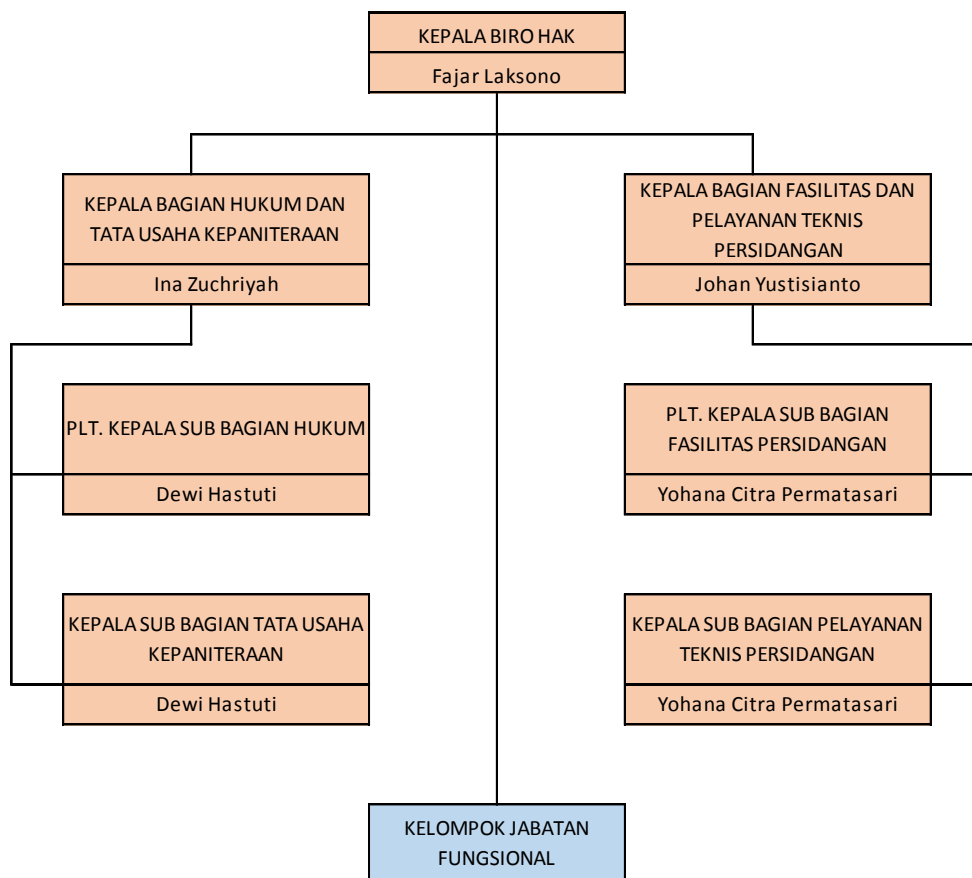 KEPALA BIRO HAK
Fajar Laksono
KEPALA BAGIAN HUKUM DAN
TATA USAHA KEPANITERAAN
Ina Zuchriyah
KEPALA BAGIAN FASILITAS DAN
PELAYANAN TEKNIS
PERSIDANGAN
Johan Yustisianto
PLT. KEPALA SUB BAGIAN HUKUM
Dewi Hastuti
PLT. KEPALA SUB BAGIAN
FASILITAS PERSIDANGAN
Yohana Citra Permatasari
KEPALA SUB BAGIAN TATA USAHA
KEPANITERAAN
Dewi Hastuti
KEPALA SUB BAGIAN PELAYANAN
TEKNIS PERSIDANGAN
Yohana Citra Permatasari
KELOMPOK JABATAN
FUNGSIONAL